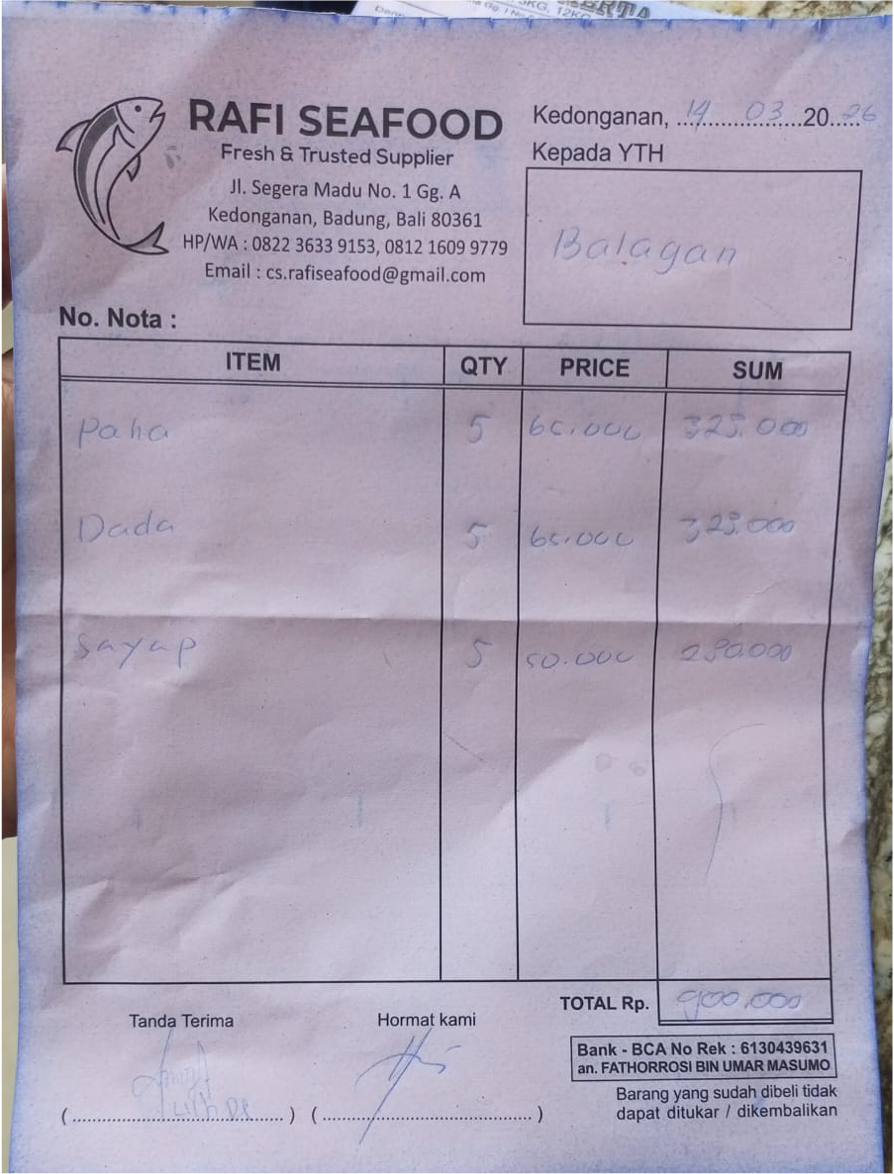 3KG, 12KG
RAFI SEAFOOD
Fresh & Trusted Supplier
Jl. Segera Madu No. 1 Gg. A
Kedonganan, Badung, Bali 80361
HP/WA : 0822 3633 9153, 0812 1609 9779
Email : cs.rafiseafood@gmail.com
Kedonganan, 14 03 2026
Kepada YTH
Balagan
No. Nota :
ITEM QTY PRICE SUM
Paha 5 65.000 325.000
Dada 5 65.000 325.000
Sayap 5 50.000 250.000
TOTAL Rp. 900.000
Tanda Terima Hormat kami
Bank - BCA No Rek : 6130439631
an. FATHORROSI BIN UMAR MASUMO
Barang yang sudah dibeli tidak
dapat ditukar / dikembalikan